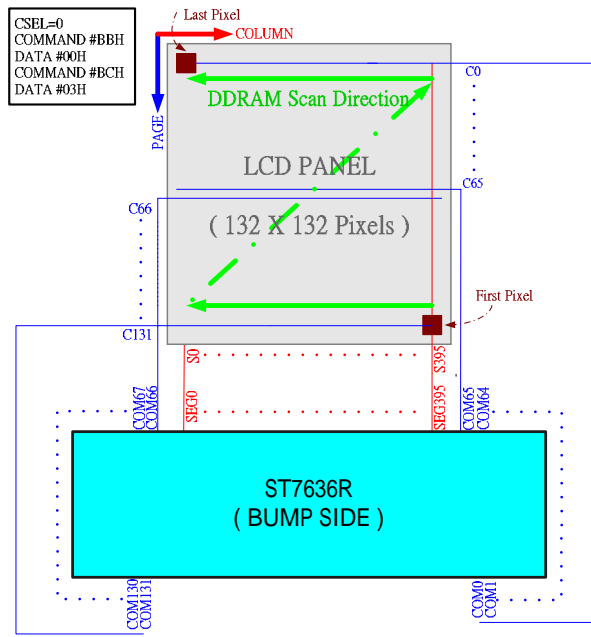 CSEL=0
COMMAND #BBH
DATA #00H
COMMAND #BCH
DATA #03H
Last Pixel
COLUMN
PAGE
C0
DDRAM Scan Direction
LCD PANEL
C65
C66
( 132 X 132 Pixels )
First Pixel
C131
S0
S395
COM67
COM66
SEG0
SEG395
COM65
COM64
ST7636R
( BUMP SIDE )
COM130
COM131
COM0
COM1